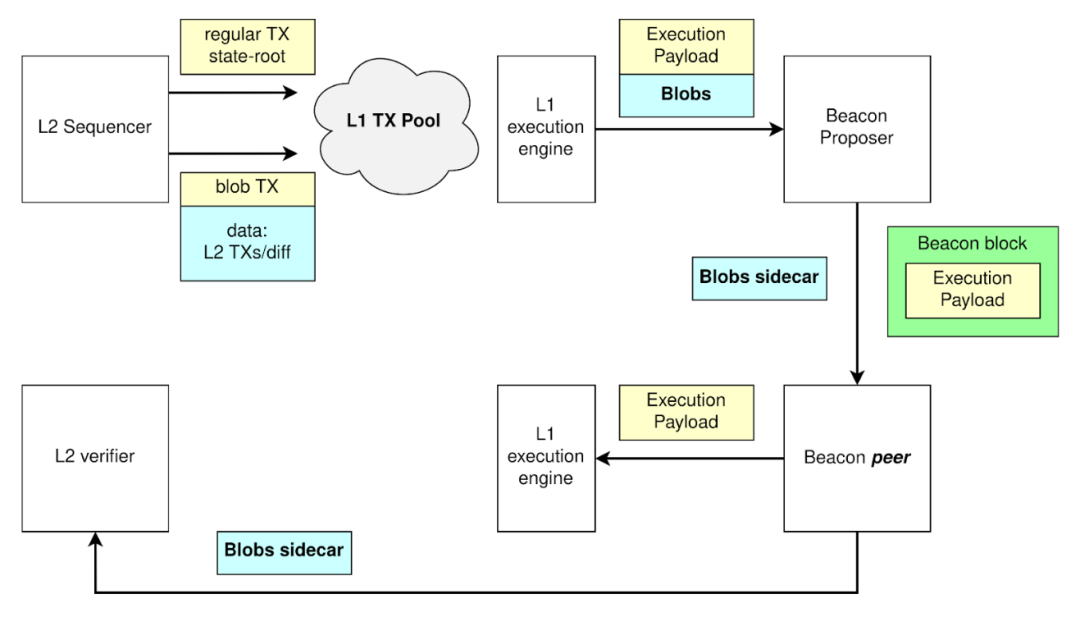 regular TX
state-root
L2 Sequencer
L1 TX Pool
blob TX
data:
L2 TXs/diff
Execution
Payload
Blobs
L1
execution
engine
Beacon
Proposer
Beacon block
Execution
Payload
Blobs sidecar
L2 verifier
L1
execution
engine
Execution
Payload
Beacon peer
Blobs sidecar